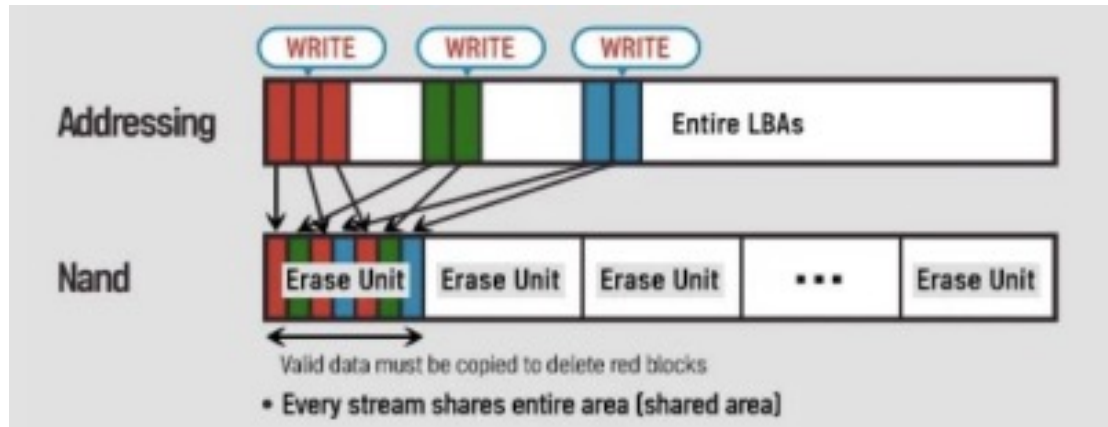 WRITE WRITE WRITE
Addressing Entire LBAs
Nand Erase Unit Erase Unit Erase Unit ... Erase Unit
Valid data must be copied to delete red blocks
• Every stream shares entire area (shared area)